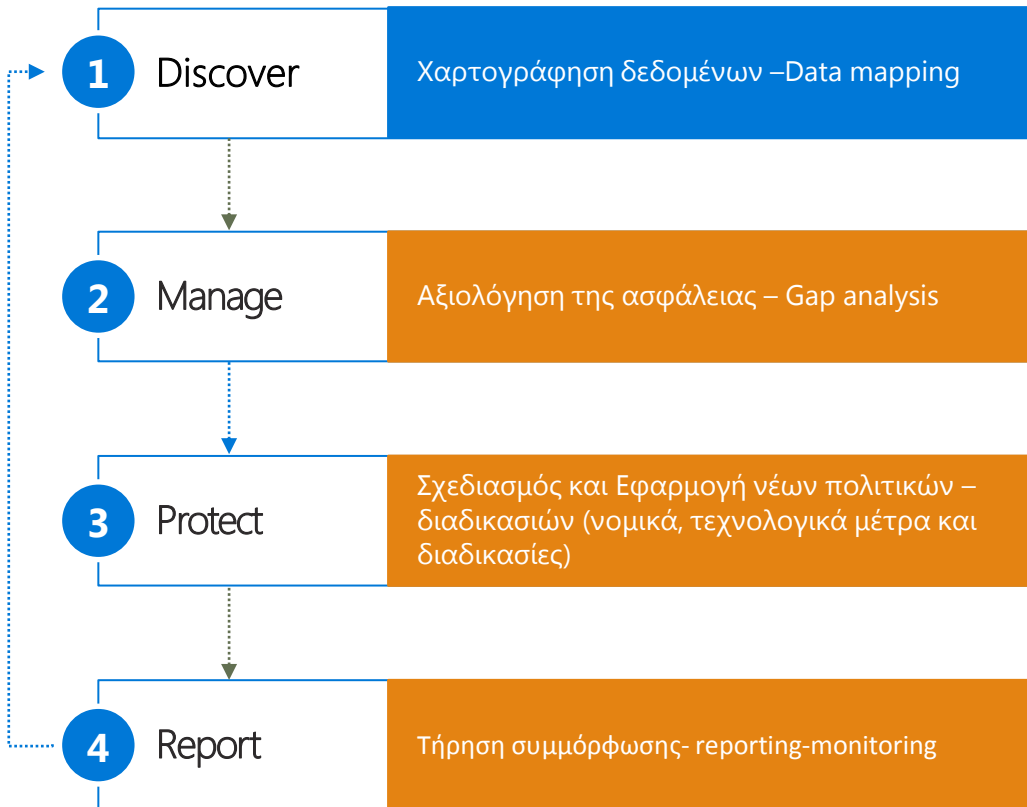 1
Discover
Χαρτογράφηση δεδομένων –Data mapping
2
Manage
Αξιολόγηση της ασφάλειας – Gap analysis
3
Protect
Σχεδιασμός και Εφαρμογή νέων πολιτικών –
διαδικασιών (νομικά, τεχνολογικά μέτρα και
διαδικασίες)
4
Report
Τήρηση συμμόρφωσης- reporting-monitoring